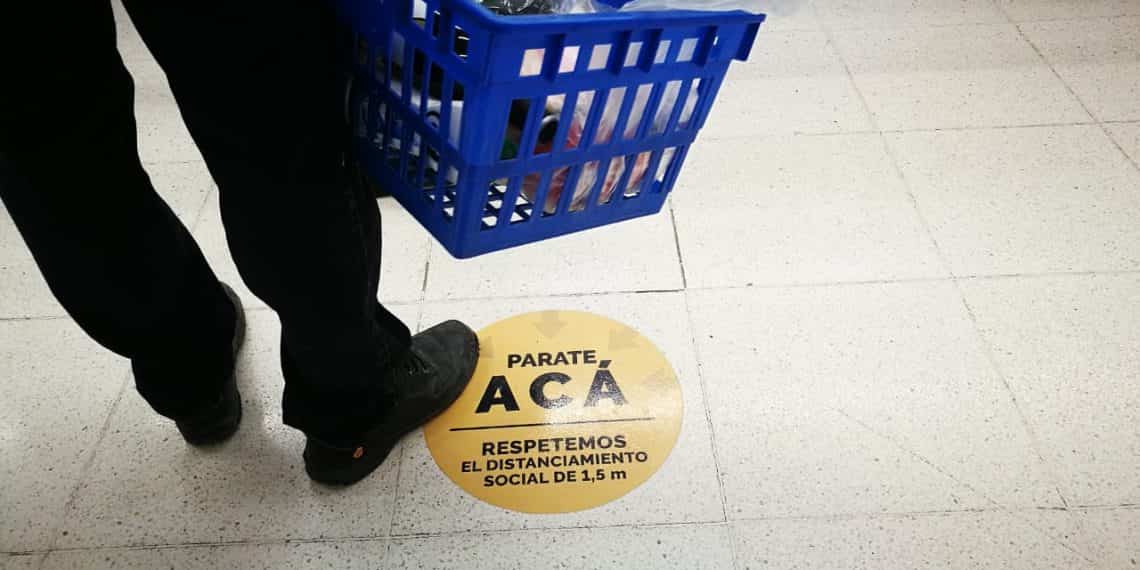 PARATE
ACÁ
RESPETEMOS
EL DISTANCIAMIENTO
SOCIAL DE 1,5 m